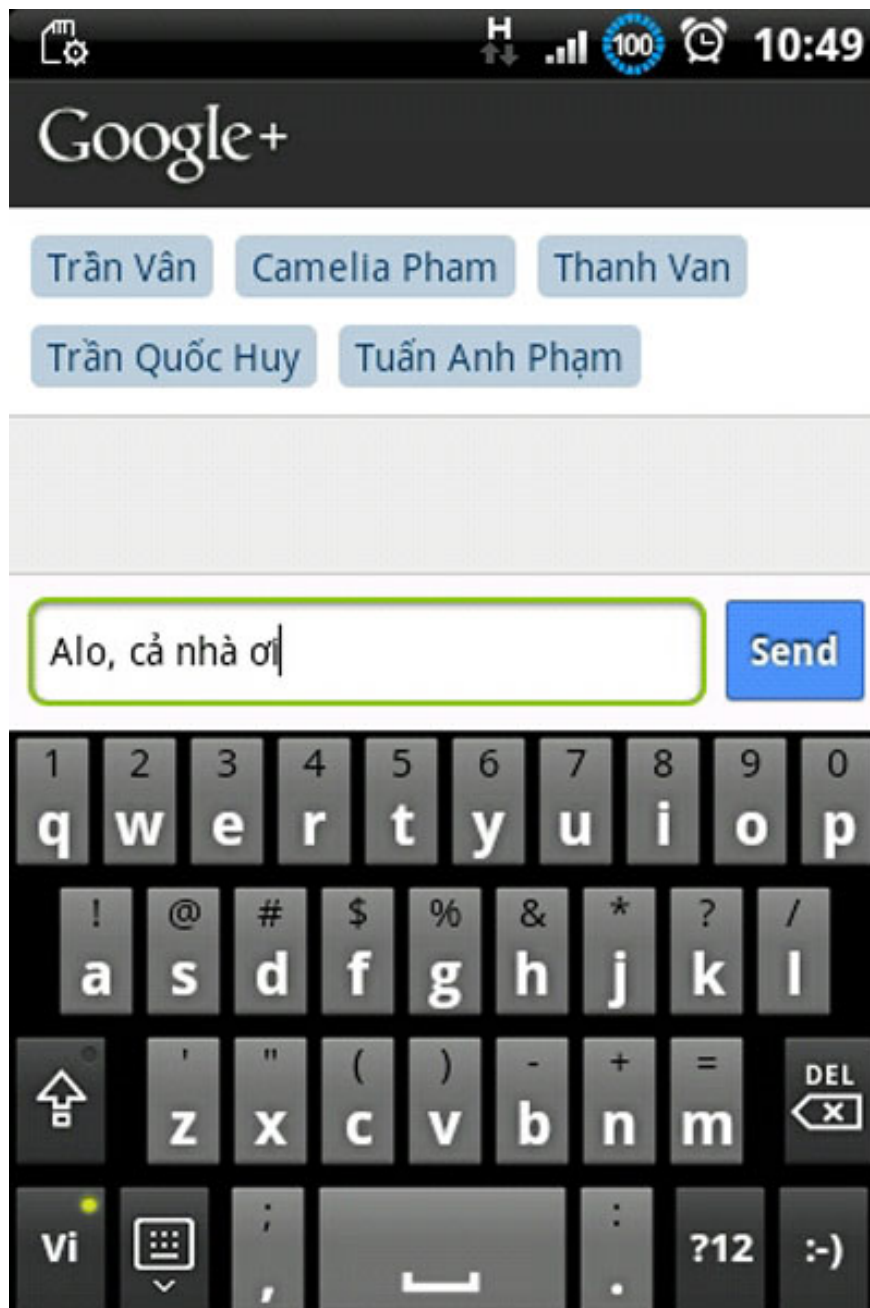 H 100 10:49
Google+
Trần Vân Camelia Pham Thanh Van
Trần Quốc Huy Tuấn Anh Phạm
Alo, cả nhà ơi Send
1 2 3 4 5 6 7 8 9 0
q w e r t y u i o p
! @ # $ % & * ? /
a s d f g h j k l
' " ( ) - + = DEL
z x c v b n m
; :
Vi , . ?12 :-)